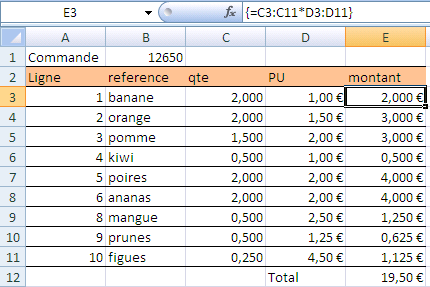 E3 fx {=C3:C11*D3:D11}
A B C D E
1 Commande 12650
2 Ligne reference qte PU montant
3 1 banane 2,000 1,00 € 2,000 €
4 2 orange 2,000 1,50 € 3,000 €
5 3 pomme 1,500 2,00 € 3,000 €
6 4 kiwi 0,500 1,00 € 0,500 €
7 5 poires 2,000 2,00 € 4,000 €
8 6 ananas 2,000 2,00 € 4,000 €
9 8 mangue 0,500 2,50 € 1,250 €
10 9 prunes 0,500 1,25 € 0,625 €
11 10 figues 0,250 4,50 € 1,125 €
12 Total 19,50 €